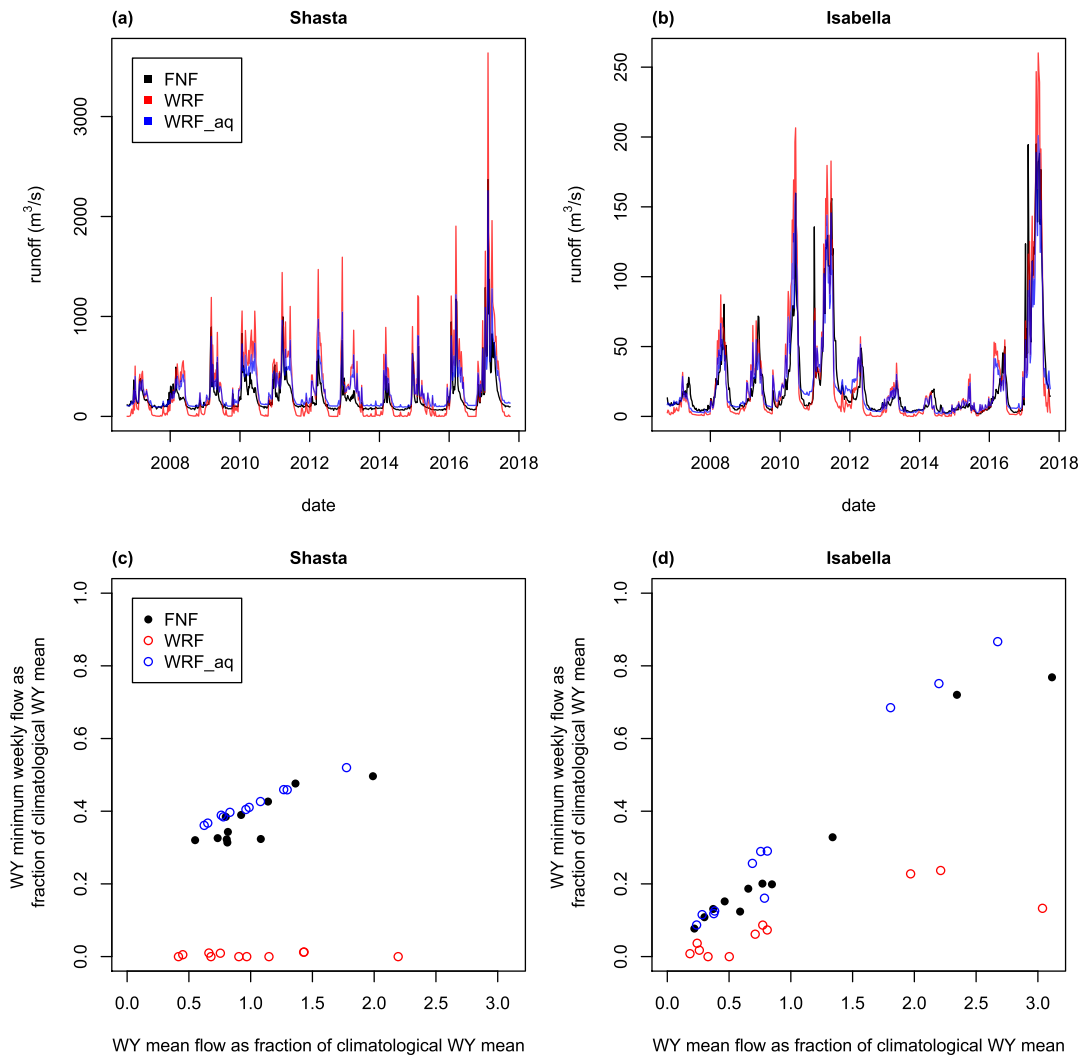 (a) Shasta
FNF
WRF
WRF_aq
runoff (m³/s)
0 1000 2000 3000
2008 2010 2012 2014 2016 2018
date
(b) Isabella
runoff (m³/s)
0 50 100 150 200 250
2008 2010 2012 2014 2016 2018
date
(c) Shasta
FNF
WRF
WRF_aq
WY minimum weekly flow as
fraction of climatological WY mean
0.0 0.2 0.4 0.6 0.8 1.0
0.0 0.5 1.0 1.5 2.0 2.5 3.0
WY mean flow as fraction of climatological WY mean
(d) Isabella
WY minimum weekly flow as
fraction of climatological WY mean
0.0 0.2 0.4 0.6 0.8 1.0
0.0 0.5 1.0 1.5 2.0 2.5 3.0
WY mean flow as fraction of climatological WY mean